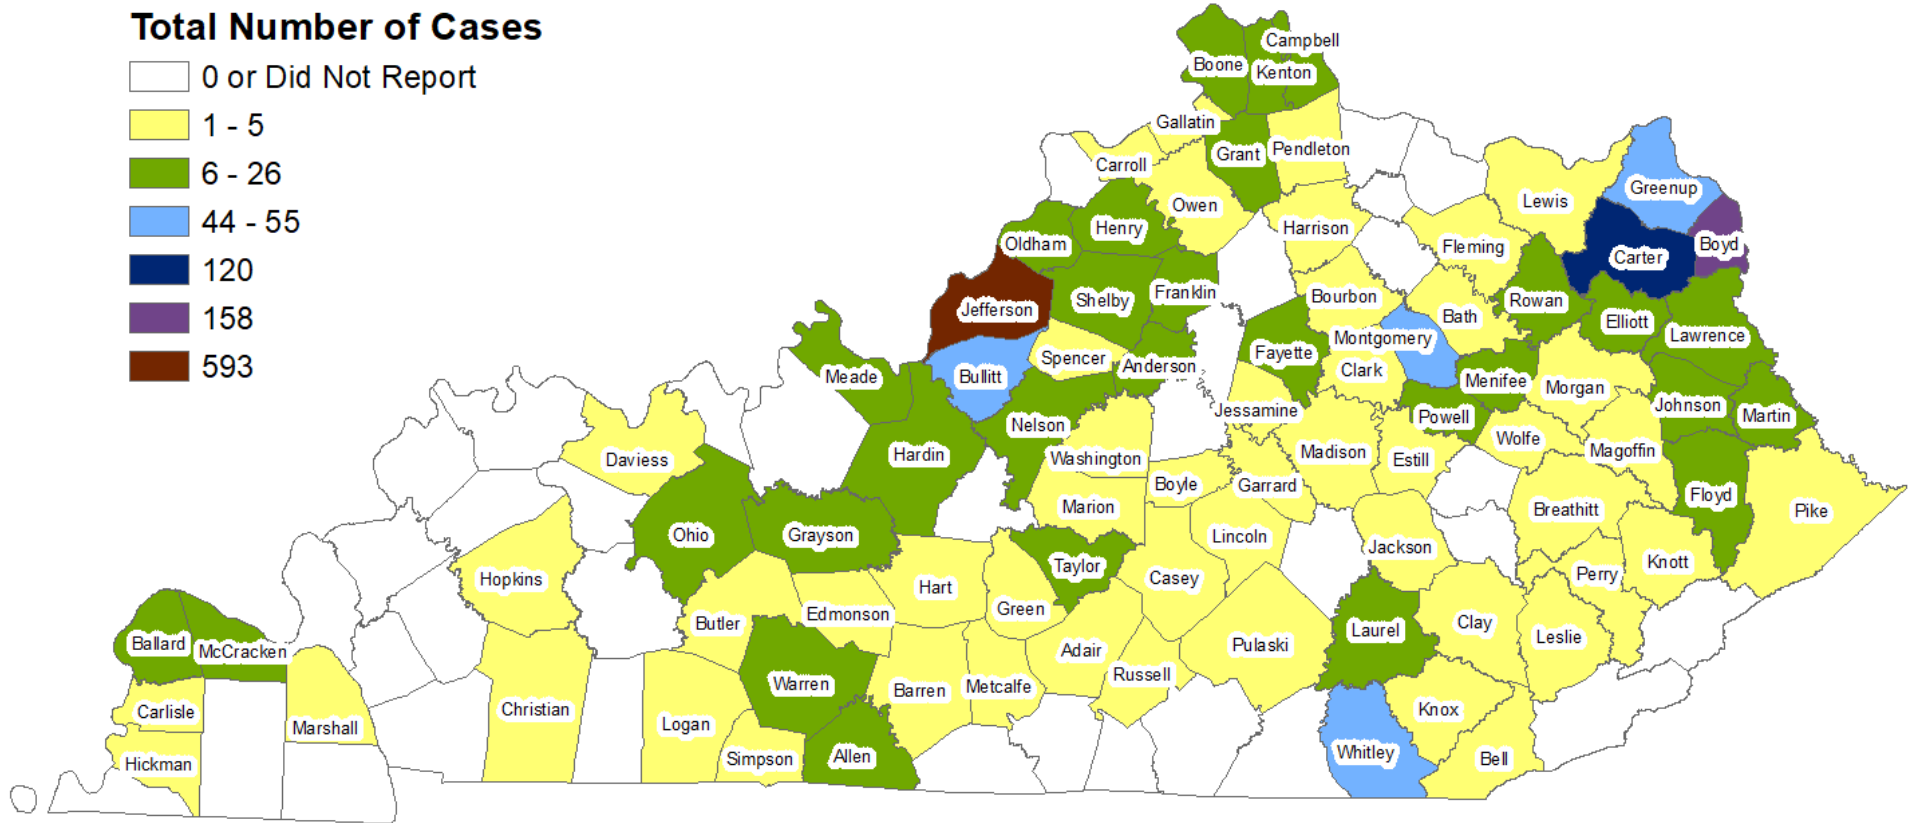 Total Number of Cases
0 or Did Not Report
1 - 5
6 - 26
44 - 55
120
158
593
Campbell
Boone
Kenton
Gallatin
Grant
Pendleton
Carroll
Owen
Lewis
Greenup
Henry
Harrison
Oldham
Fleming
Boyd
Carter
Jefferson
Shelby
Franklin
Bourbon
Rowan
Bath
Elliott
Lawrence
Montgomery
Fayette
Spencer
Anderson
Clark
Bullitt
Meade
Menifee
Morgan
Jessamine
Powell
Johnson
Martin
Nelson
Wolfe
Hardin
Washington
Madison
Estill
Magoffin
Daviess
Boyle
Garrard
Floyd
Marion
Breathitt
Pike
Ohio
Grayson
Lincoln
Jackson
Knott
Taylor
Casey
Perry
Hopkins
Hart
Green
Edmonson
Butler
Clay
Laurel
Leslie
Ballard
McCracken
Adair
Pulaski
Russell
Warren
Barren
Metcalfe
Carlisle
Christian
Knox
Marshall
Logan
Whitley
Hickman
Simpson
Allen
Bell